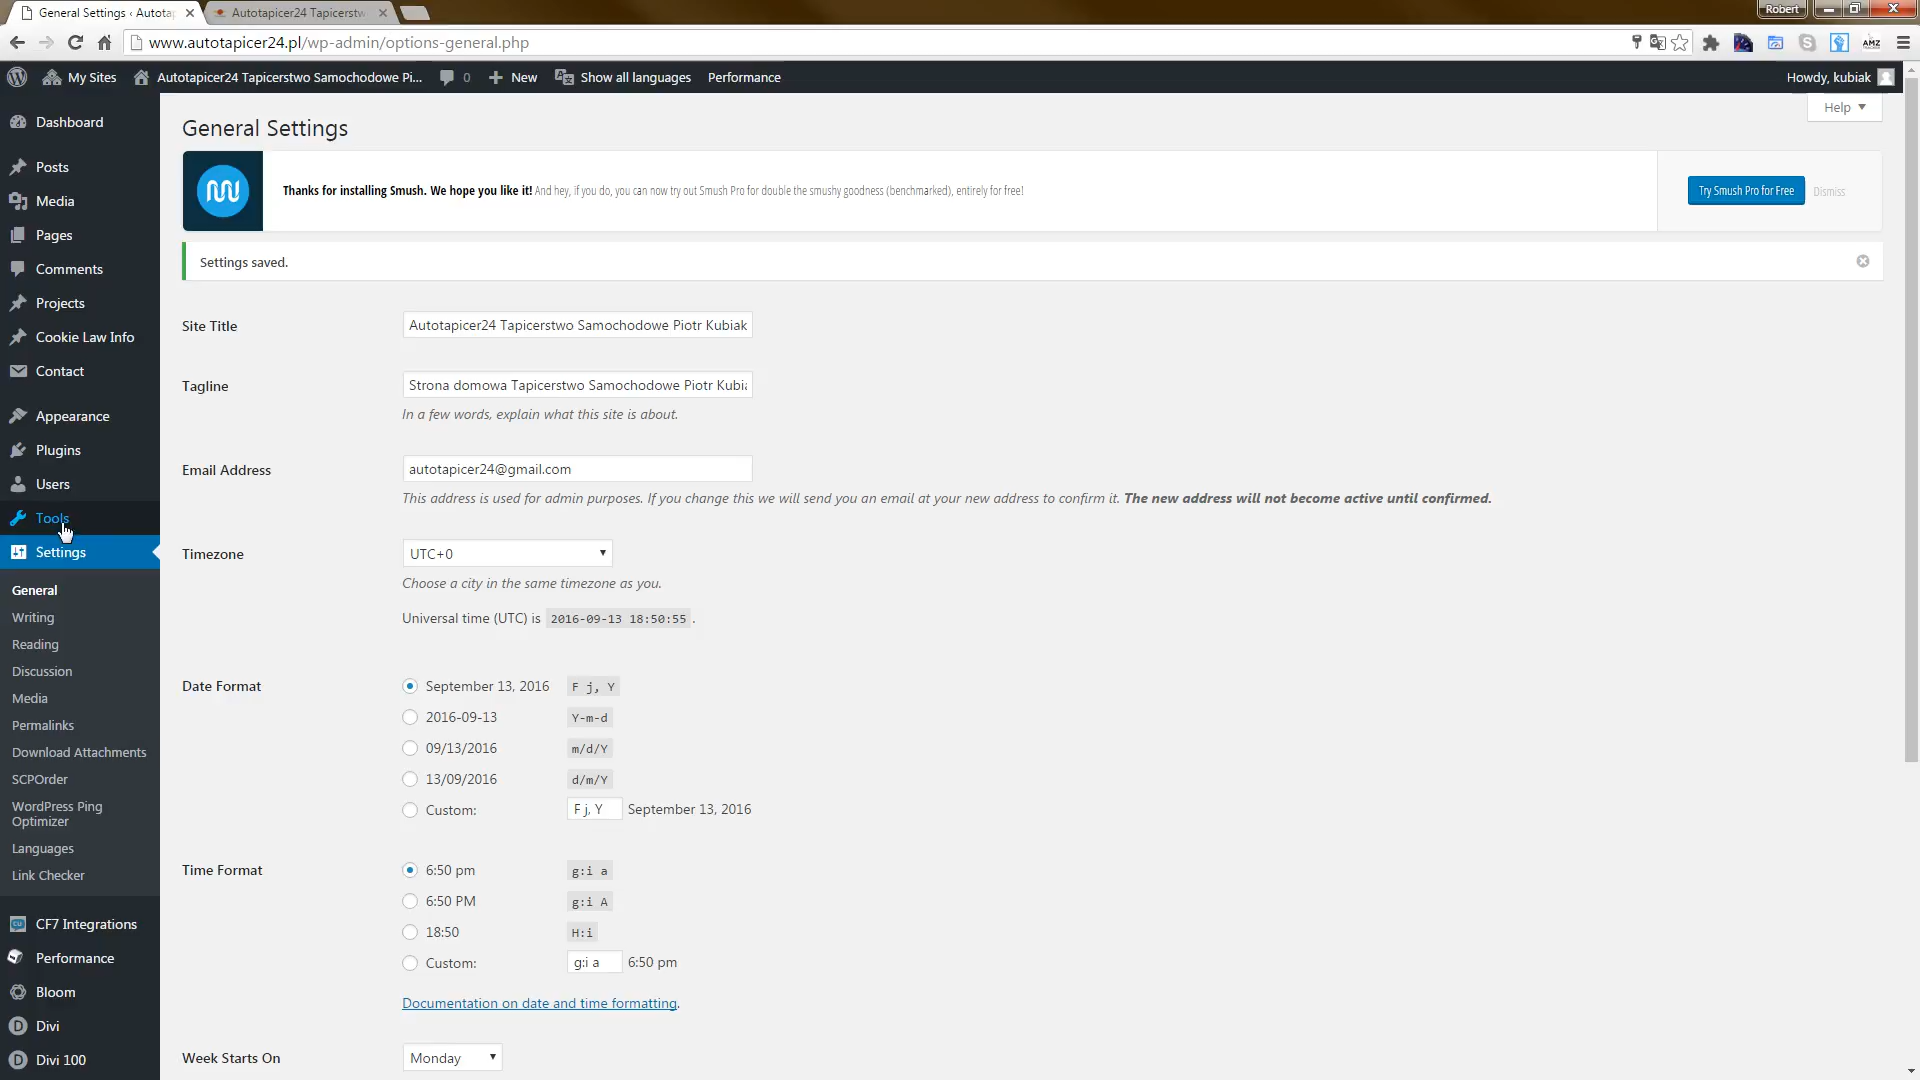 General Settings ‹ Autota
Autotapicer24 Tapicerstw
Robert
www.autotapicer24.pl/wp-admin/options-general.php
AMZ
My Sites
Autotapicer24 Tapicerstwo Samochodowe Pi...
0
New
Show all languages
Performance
Howdy, kubiak
Help
Dashboard
Posts
Media
Pages
Comments
Projects
Cookie Law Info
Contact
Appearance
Plugins
Users
Tools
Settings
General
Writing
Reading
Discussion
Media
Permalinks
Download Attachments
SCPOrder
WordPress Ping
Optimizer
Languages
Link Checker
CF7 Integrations
Performance
Bloom
Divi
Divi 100
General Settings
Thanks for installing Smush. We hope you like it! And hey, if you do, you can now try out Smush Pro for double the smushy goodness (benchmarked), entirely for free!
Try Smush Pro for Free
Dismiss
Settings saved.
Site Title
Autotapicer24 Tapicerstwo Samochodowe Piotr Kubiak
Tagline
Strona domowa Tapicerstwo Samochodowe Piotr Kubia
In a few words, explain what this site is about.
Email Address
autotapicer24@gmail.com
This address is used for admin purposes. If you change this we will send you an email at your new address to confirm it. The new address will not become active until confirmed.
Timezone
UTC+0
Choose a city in the same timezone as you.
Universal time (UTC) is 2016-09-13 18:50:55 .
Date Format
September 13, 2016 F j, Y
2016-09-13 Y-m-d
09/13/2016 m/d/Y
13/09/2016 d/m/Y
Custom: F j, Y September 13, 2016
Time Format
6:50 pm g:i a
6:50 PM g:i A
18:50 H:i
Custom: g:i a 6:50 pm
Documentation on date and time formatting.
Week Starts On
Monday